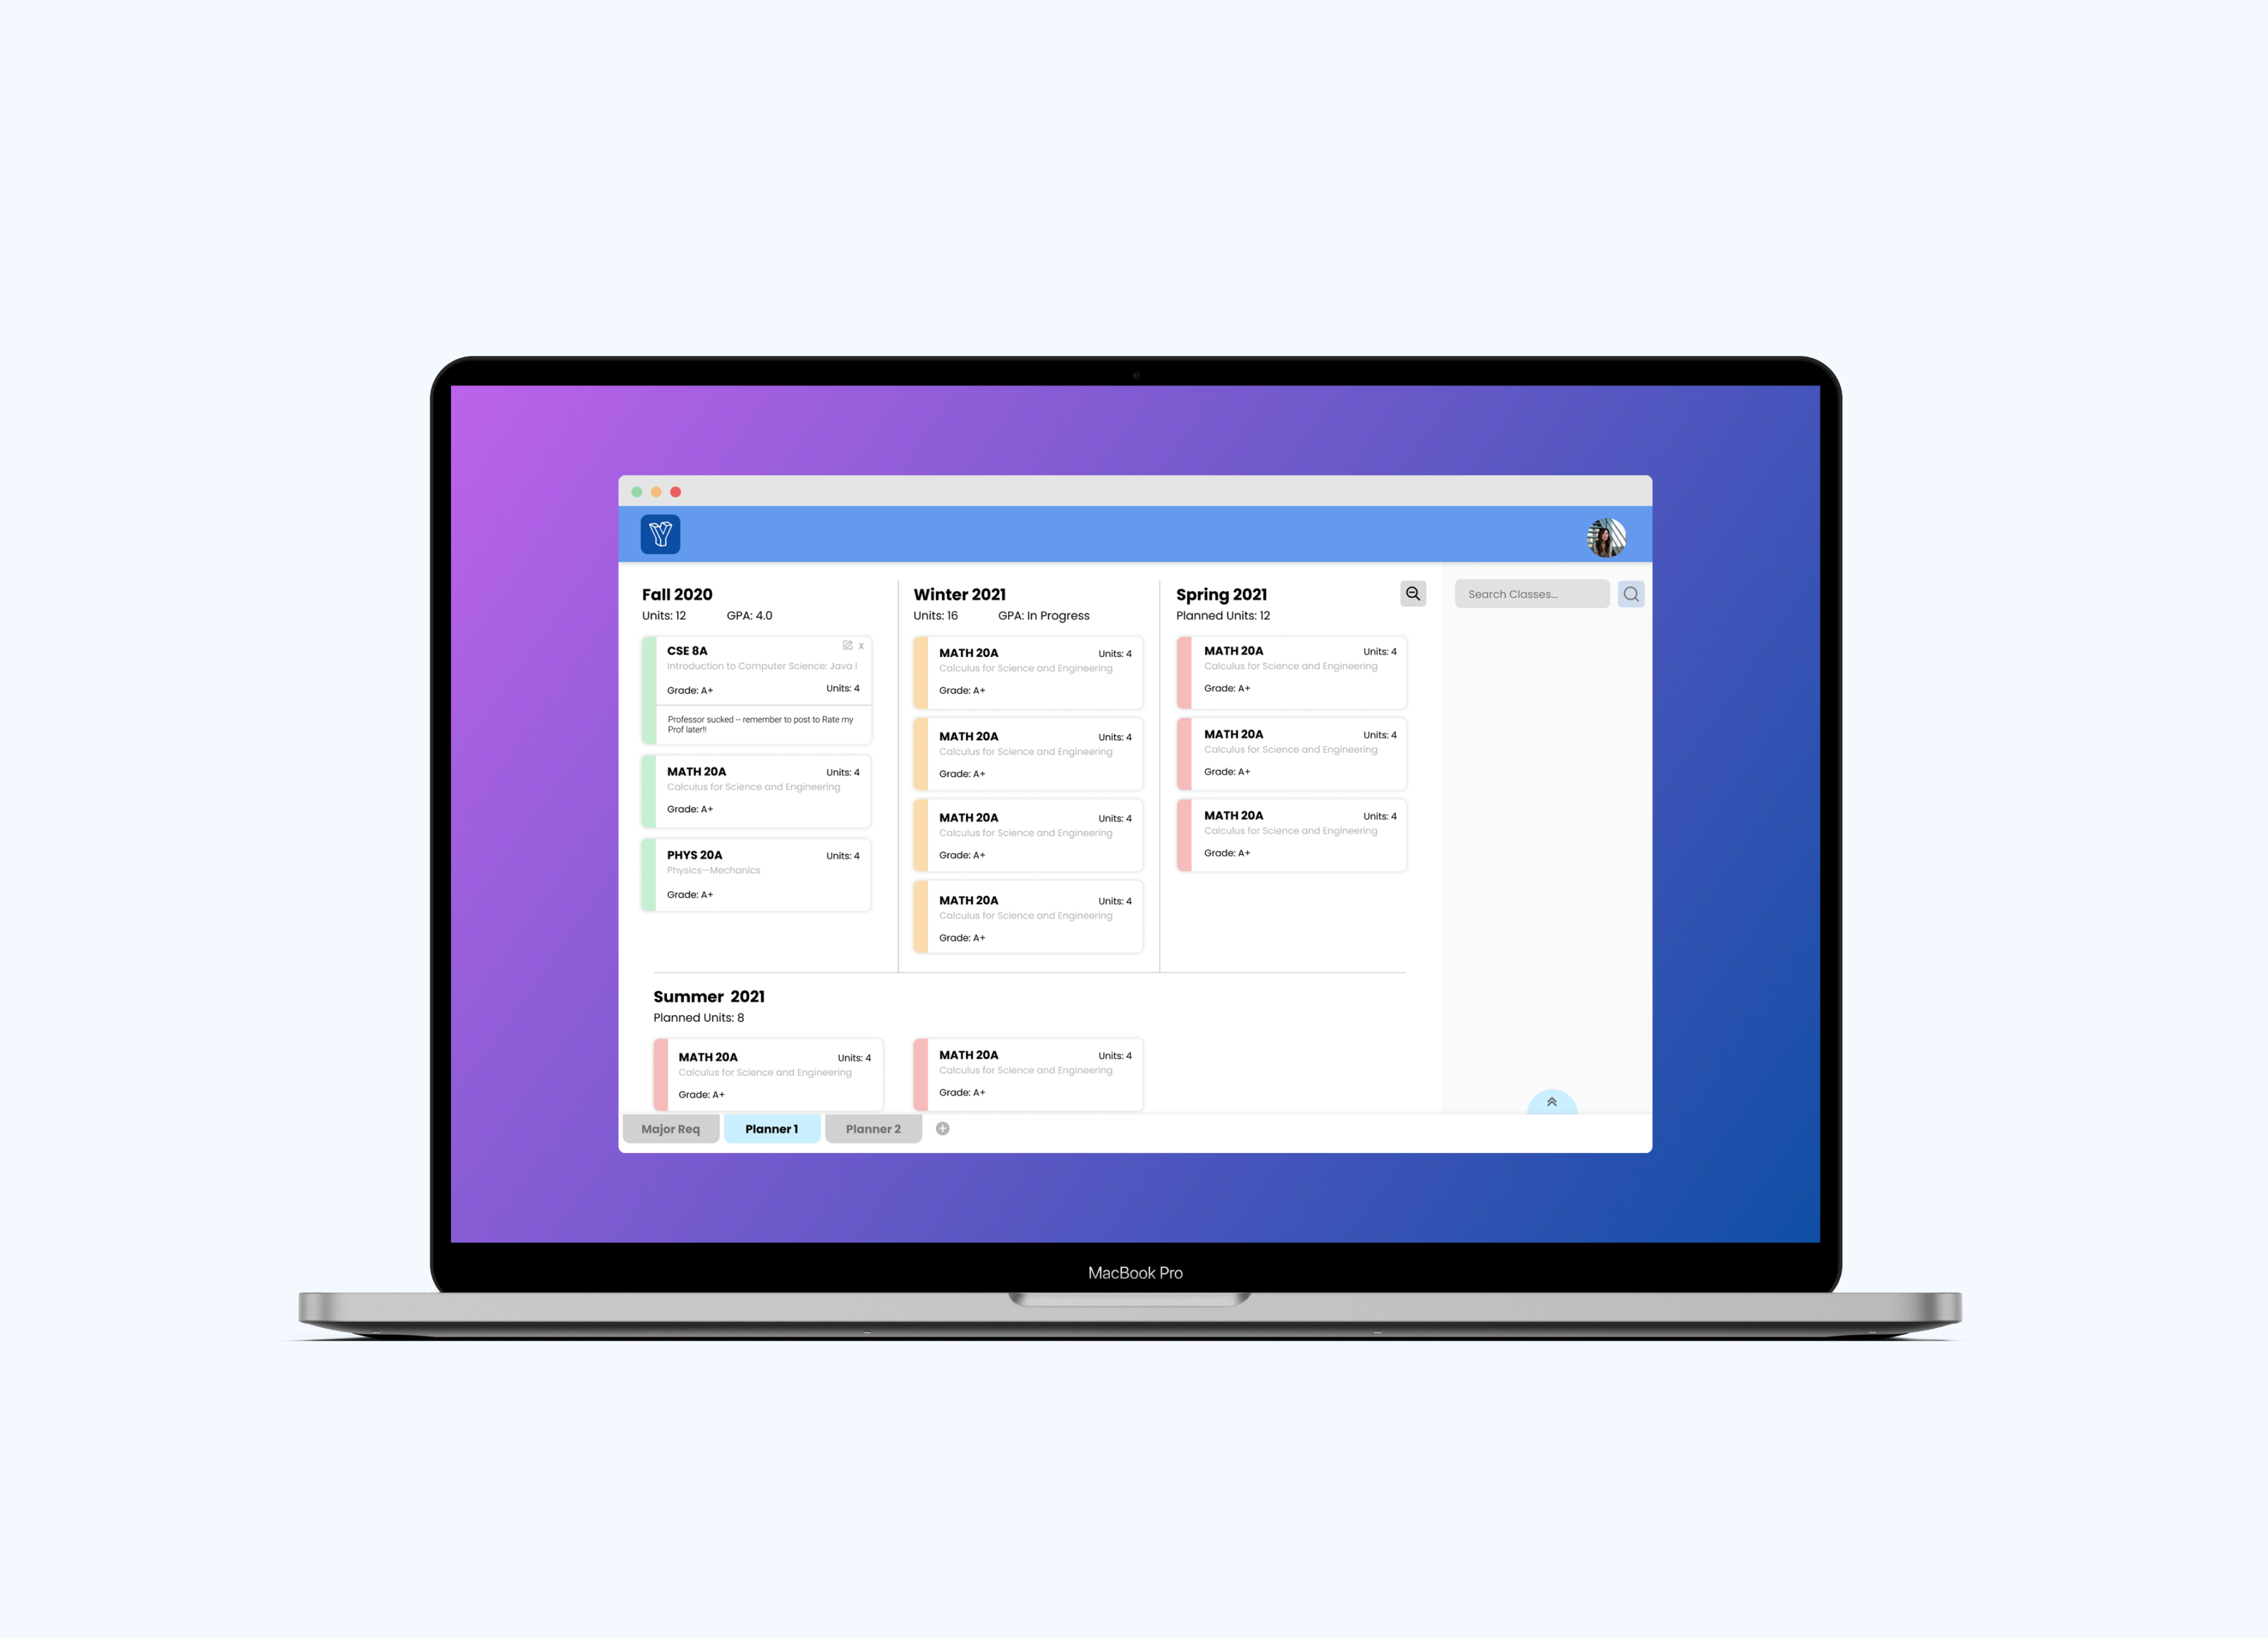 Y
Fall 2020
Units: 12 GPA: 4.0
CSE 8A x
Introduction to Computer Science: Java I
Grade: A+ Units: 4
Professor sucked -- remember to post to Rate my
Prof later!!
MATH 20A Units: 4
Calculus for Science and Engineering
Grade: A+
PHYS 20A Units: 4
Physics—Mechanics
Grade: A+
Winter 2021
Units: 16 GPA: In Progress
MATH 20A Units: 4
Calculus for Science and Engineering
Grade: A+
MATH 20A Units: 4
Calculus for Science and Engineering
Grade: A+
MATH 20A Units: 4
Calculus for Science and Engineering
Grade: A+
MATH 20A Units: 4
Calculus for Science and Engineering
Grade: A+
Spring 2021
Planned Units: 12
MATH 20A Units: 4
Calculus for Science and Engineering
Grade: A+
MATH 20A Units: 4
Calculus for Science and Engineering
Grade: A+
MATH 20A Units: 4
Calculus for Science and Engineering
Grade: A+
Search Classes...
Summer 2021
Planned Units: 8
MATH 20A Units: 4
Calculus for Science and Engineering
Grade: A+
MATH 20A Units: 4
Calculus for Science and Engineering
Grade: A+
Major Req Planner 1 Planner 2
MacBook Pro